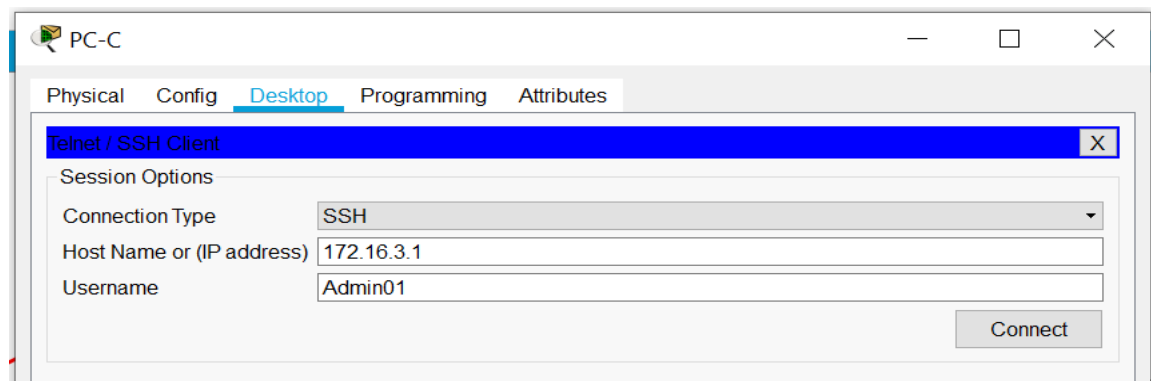 PC-C
Physical Config Desktop Programming Attributes
Telnet / SSH Client X
Session Options
Connection Type SSH
Host Name or (IP address) 172.16.3.1
Username Admin01
Connect